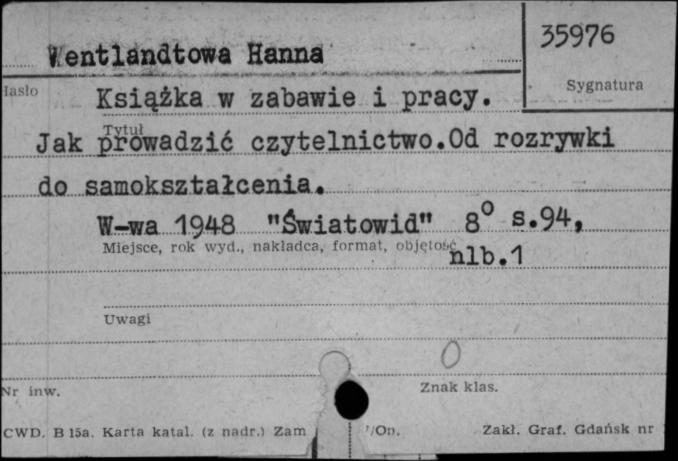 35976
Wentlandtowa Hanna
Hasło
Sygnatura
Książka w zabawie i pracy.
Tytuł
Jak prowadzić czytelnictwo.Od rozrywki
do samokształcenia.
W-wa 1948 "Światowid" 8° s.94,
Miejsce, rok wyd., nakładca, format, objętość
nlb.1
Uwagi
0
Nr inw.
Znak klas.
CWD. B 15a. Karta katal. (z nadr.) Zam
Zakł. Graf. Gdańsk nr